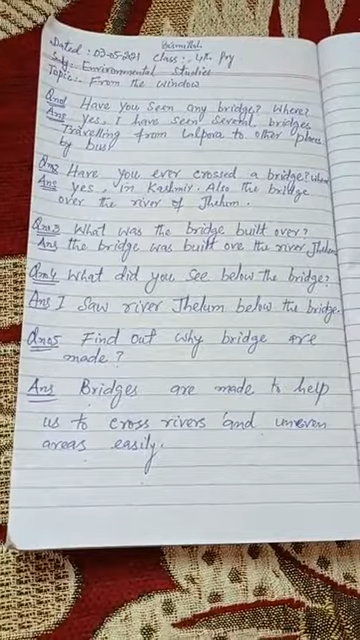 Bismillah
Dated : 03-05-2021 Class :- 4th Pry
Sub :- Environmental Studies
Topic :- From the window
Qno1 Have you seen any bridge? Where?
Ans yes, I have seen several bridges
Travelling from to other places
by bus
Qno2 Have you ever crossed a bridge? where
Ans yes, in Kashmir. Also the bridge
over the river of Jhelum.
Qno3 What was the bridge built over?
Ans the bridge was built ove the river Jhelum
Qno4 What did you see below the bridge?
Ans I Saw river Jhelum below the bridge.
Qno5 Find out why bridge are
made ?
Ans Bridges are made to help
us to cross rivers and uneven
areas easily.